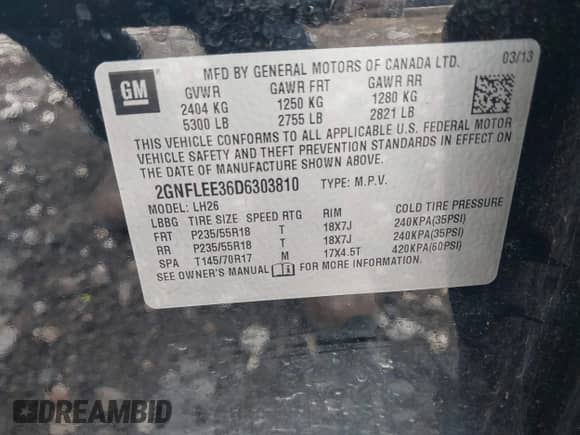 GM
MFD BY GENERAL MOTORS OF CANADA LTD. 03/13
GVWR GAWR FRT GAWR RR
2404 KG 1250 KG 1280 KG
5300 LB 2755 LB 2821 LB
THIS VEHICLE CONFORMS TO ALL APPLICABLE U.S. FEDERAL MOTOR
VEHICLE SAFETY AND THEFT PREVENTION STANDARDS IN EFFECT ON
THE DATE OF MANUFACTURE SHOWN ABOVE.
2GNFLEE36D6303810 TYPE: M.P.V.
MODEL: LH26
LBBG TIRE SIZE SPEED RTG RIM COLD TIRE PRESSURE
FRT P235/55R18 T 18X7J 240KPA(35PSI)
RR P235/55R18 T 18X7J 240KPA(35PSI)
SPA T145/70R17 M 17X4.5T 420KPA(60PSI)
SEE OWNER'S MANUAL FOR MORE INFORMATION.
DREAMBID